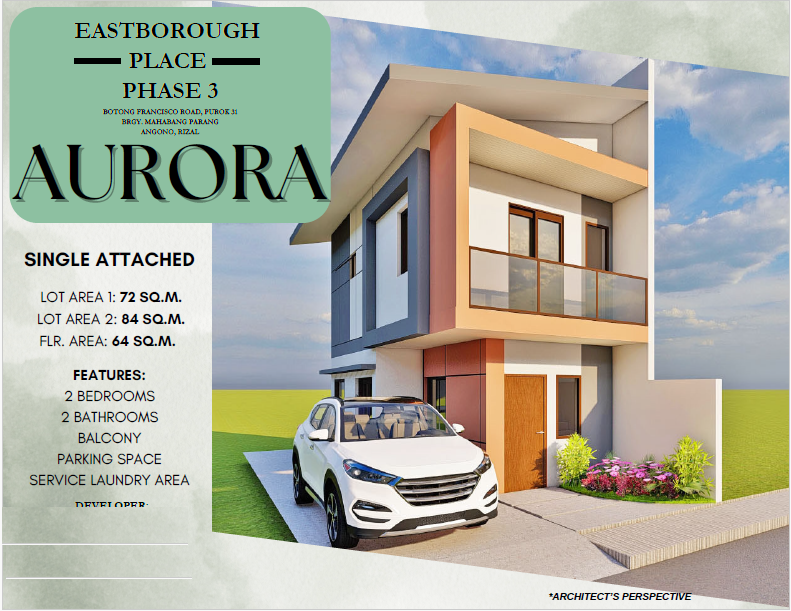 EASTBOROUGH
PLACE
PHASE 3
BOTONG FRANCISCO ROAD, PUROK 31
BRGY. MAHABANG PARANG
ANGONO, RIZAL
AURORA
SINGLE ATTACHED
LOT AREA 1: 72 SQ.M.
LOT AREA 2: 84 SQ.M.
FLR. AREA: 64 SQ.M.
FEATURES:
2 BEDROOMS
2 BATHROOMS
BALCONY
PARKING SPACE
SERVICE LAUNDRY AREA
DEVELOPER:
*ARCHITECT'S PERSPECTIVE